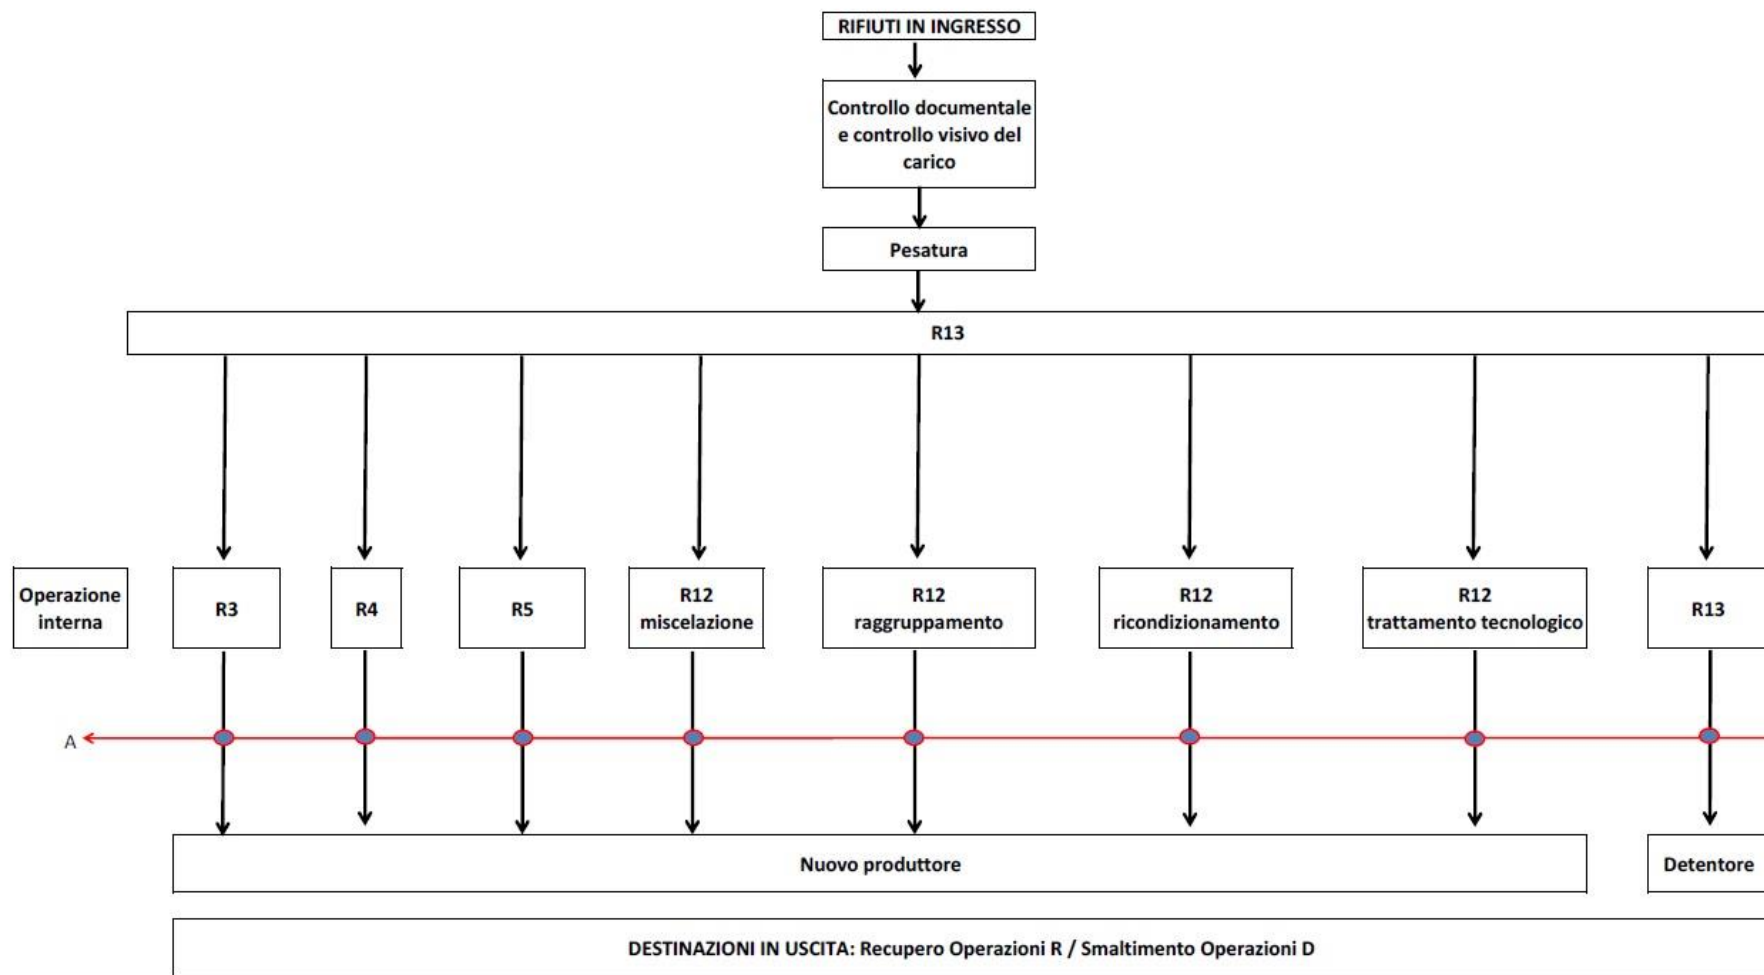 RIFIUTI IN INGRESSO
Controllo documentale
e controllo visivo del
carico
Pesatura
R13
Operazione
interna
R3
R4
R5
R12
miscelazione
R12
raggruppamento
R12
ricondizionamento
R12
trattamento tecnologico
R13
A
Nuovo produttore
Detentore
DESTINAZIONI IN USCITA: Recupero Operazioni R / Smaltimento Operazioni D